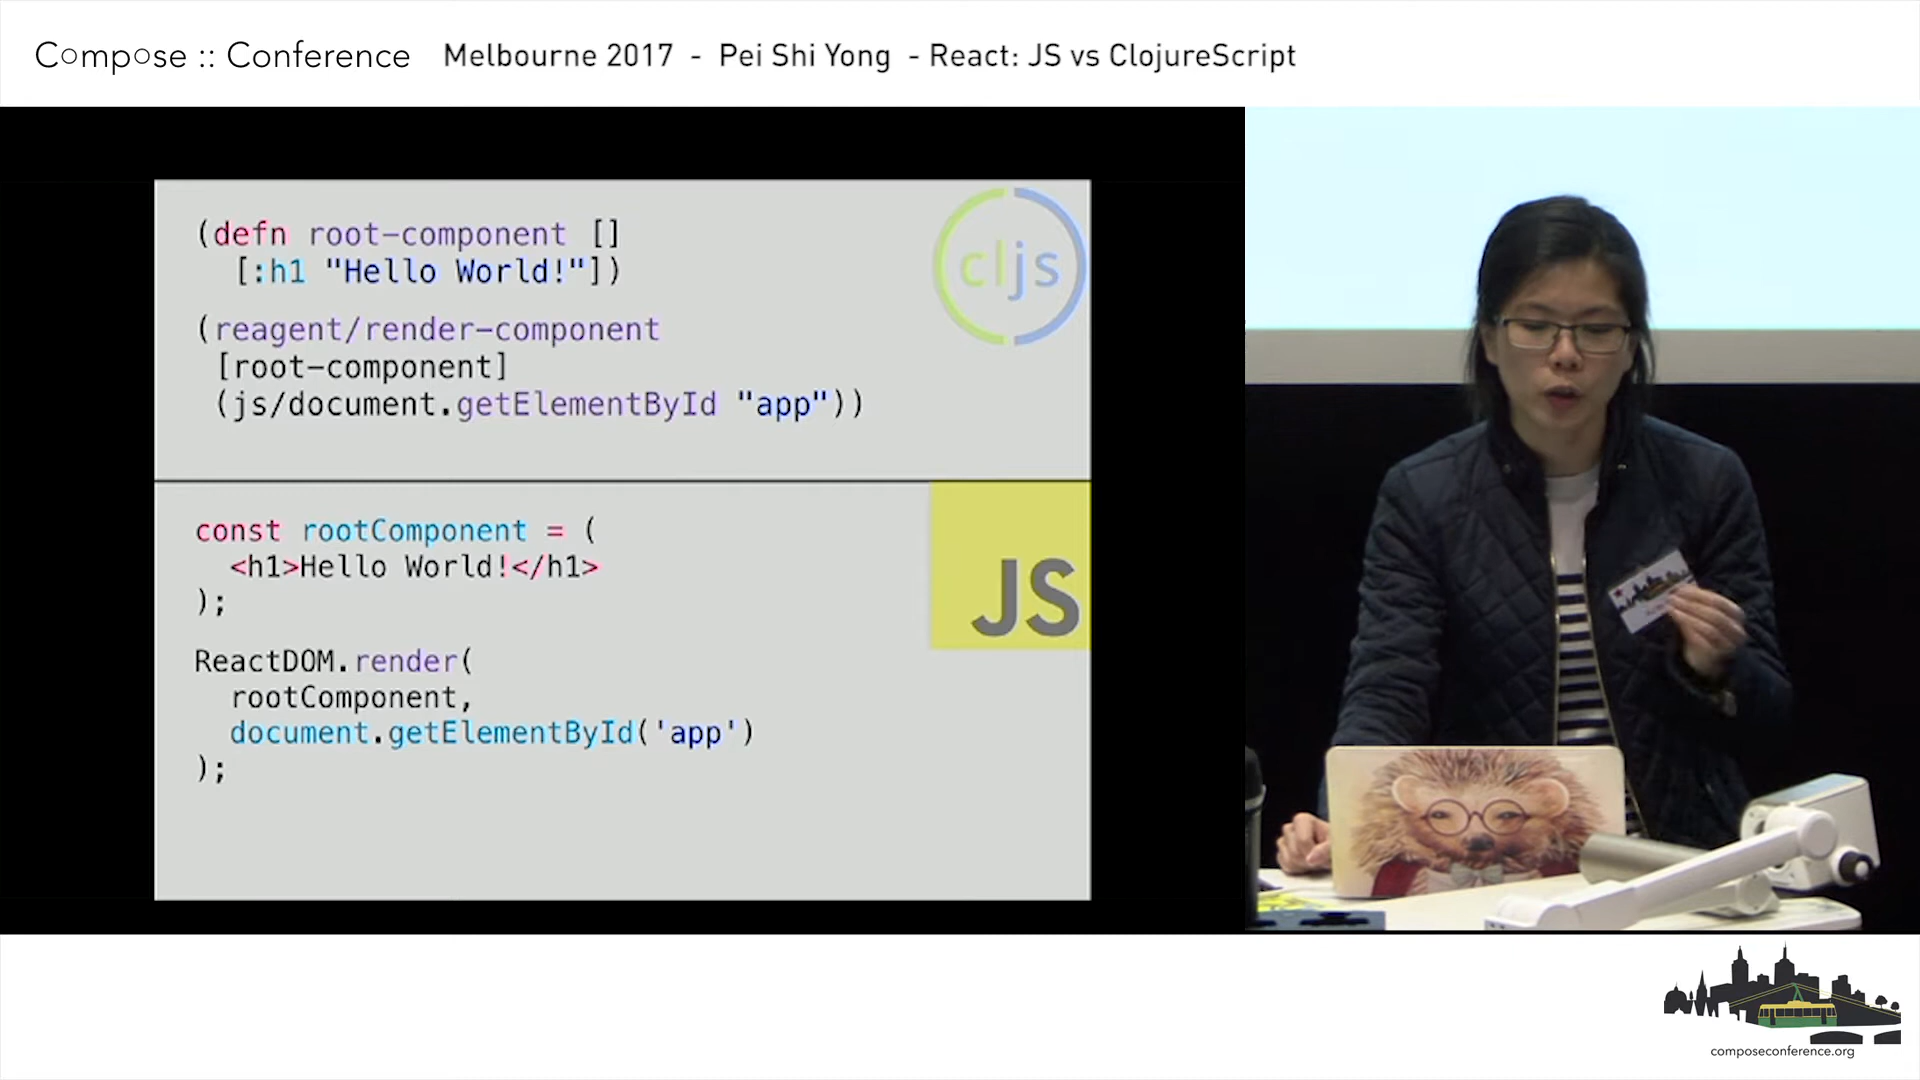 Compose :: Conference Melbourne 2017 - Pei Shi Yong - React: JS vs ClojureScript
(defn root-component []
[:h1 "Hello World!"])
(reagent/render-component
[root-component]
(js/document.getElementById "app"))
cljs
const rootComponent = (
<h1>Hello World!</h1>
);
ReactDOM.render(
rootComponent,
document.getElementById('app')
);
JS
composeconference.org